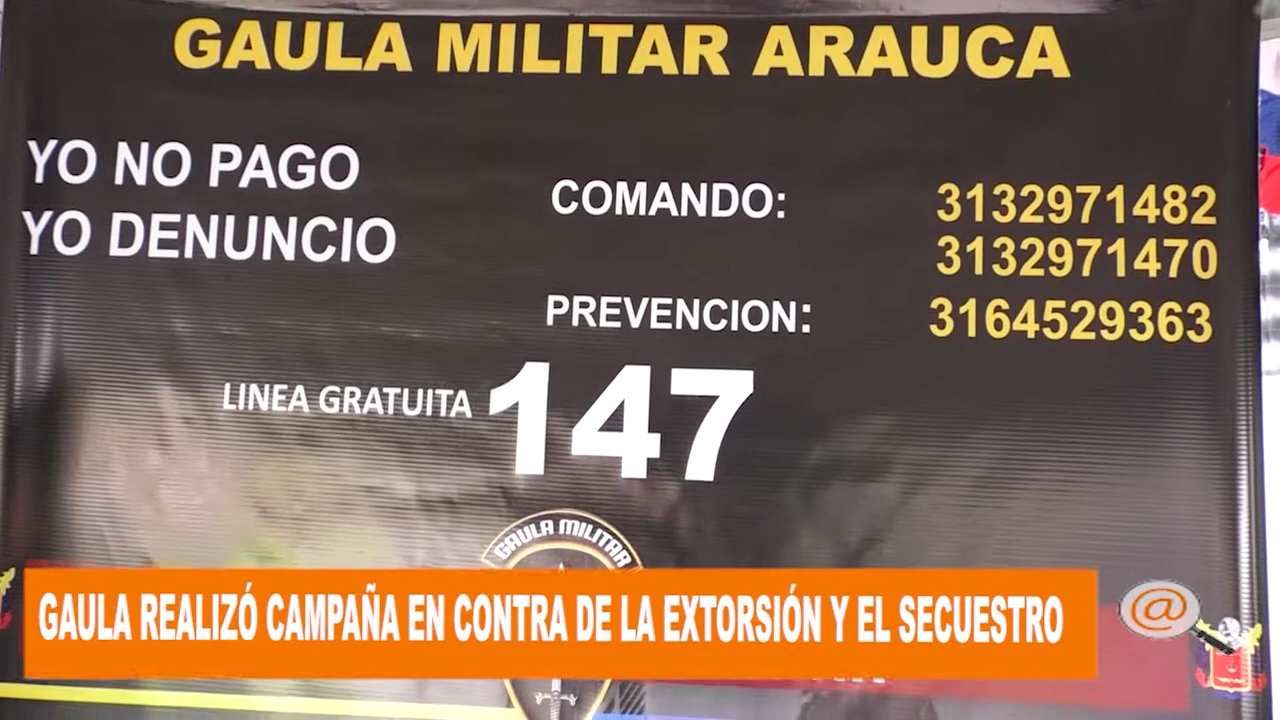 GAULA MILITAR ARAUCA
YO NO PAGO
YO DENUNCIO
COMANDO: 3132971482
3132971470
PREVENCION: 3164529363
LINEA GRATUITA 147
GAULA MILITAR
GAULA REALIZÓ CAMPAÑA EN CONTRA DE LA EXTORSIÓN Y EL SECUESTRO
@